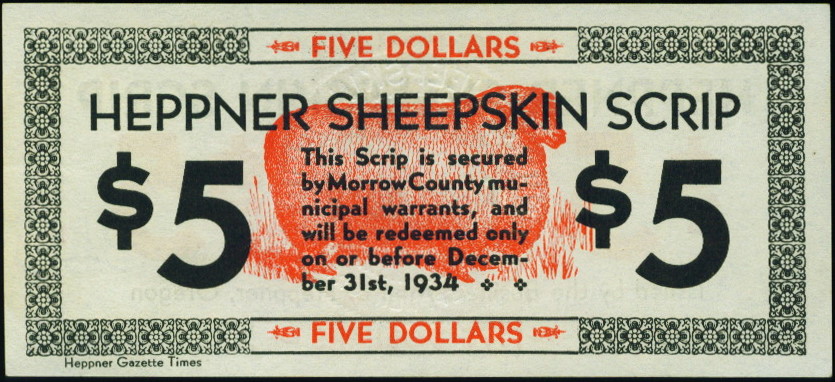 FIVE DOLLARS
HEPPNER SHEEPSKIN SCRIP
$5
This Scrip is secured
by Morrow County mu-
nicipal warrants, and
will be redeemed only
on or before Decem-
ber 31st, 1934
$5
FIVE DOLLARS
Heppner Gazette Times